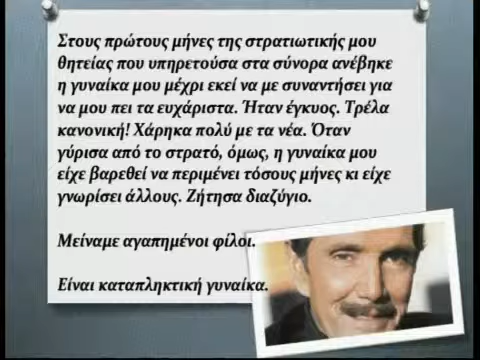 Στους πρώτους μήνες της στρατιωτικής μου
θητείας που υπηρετούσα στα σύνορα ανέβηκε
η γυναίκα μου μέχρι εκεί να με συναντήσει για
να μου πει τα ευχάριστα. Ήταν έγκυος. Τρέλα
κανονική! Χάρηκα πολύ με τα νέα. Όταν
γύρισα από το στρατό, όμως, η γυναίκα μου
είχε βαρεθεί να περιμένει τόσους μήνες κι είχε
γνωρίσει άλλους. Ζήτησα διαζύγιο.
Μείναμε αγαπημένοι φίλοι.
Είναι καταπληκτική γυναίκα.